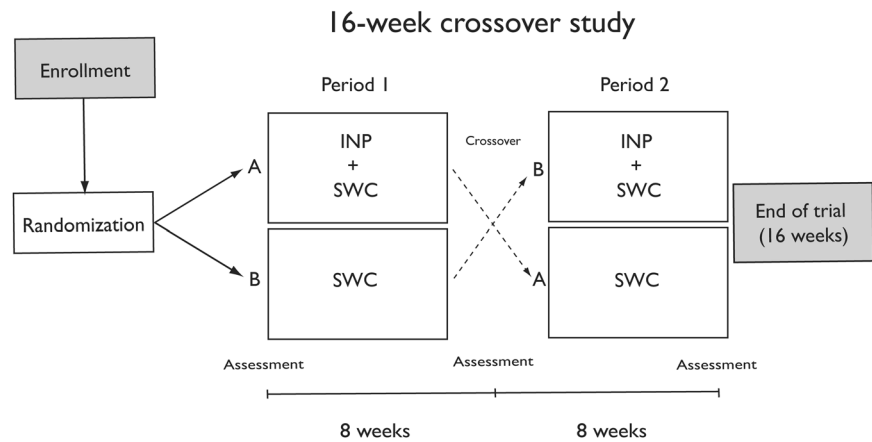 16-week crossover study
Enrollment
Period 1
Period 2
INP
+
SWC
Crossover
INP
+
SWC
A
B
Randomization
End of trial
(16 weeks)
B
SWC
A
SWC
Assessment
Assessment
Assessment
8 weeks
8 weeks